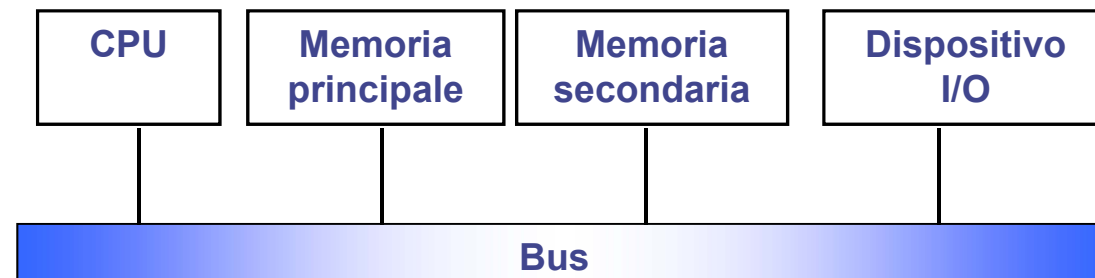 CPU
Memoria
principale
Memoria
secondaria
Dispositivo
I/O
Bus